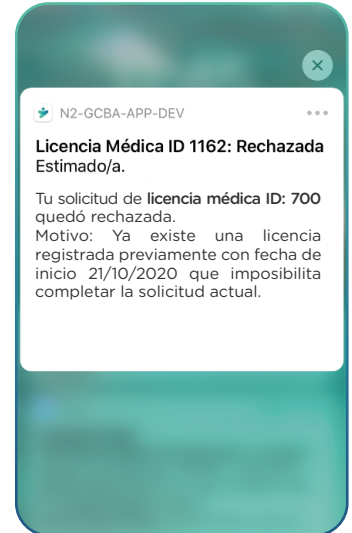 N2-GCBA-APP-DEV
Licencia Médica ID 1162: Rechazada
Estimado/a.
Tu solicitud de licencia médica ID: 700
quedó rechazada.
Motivo: Ya existe una licencia
registrada previamente con fecha de
inicio 21/10/2020 que imposibilita
completar la solicitud actual.